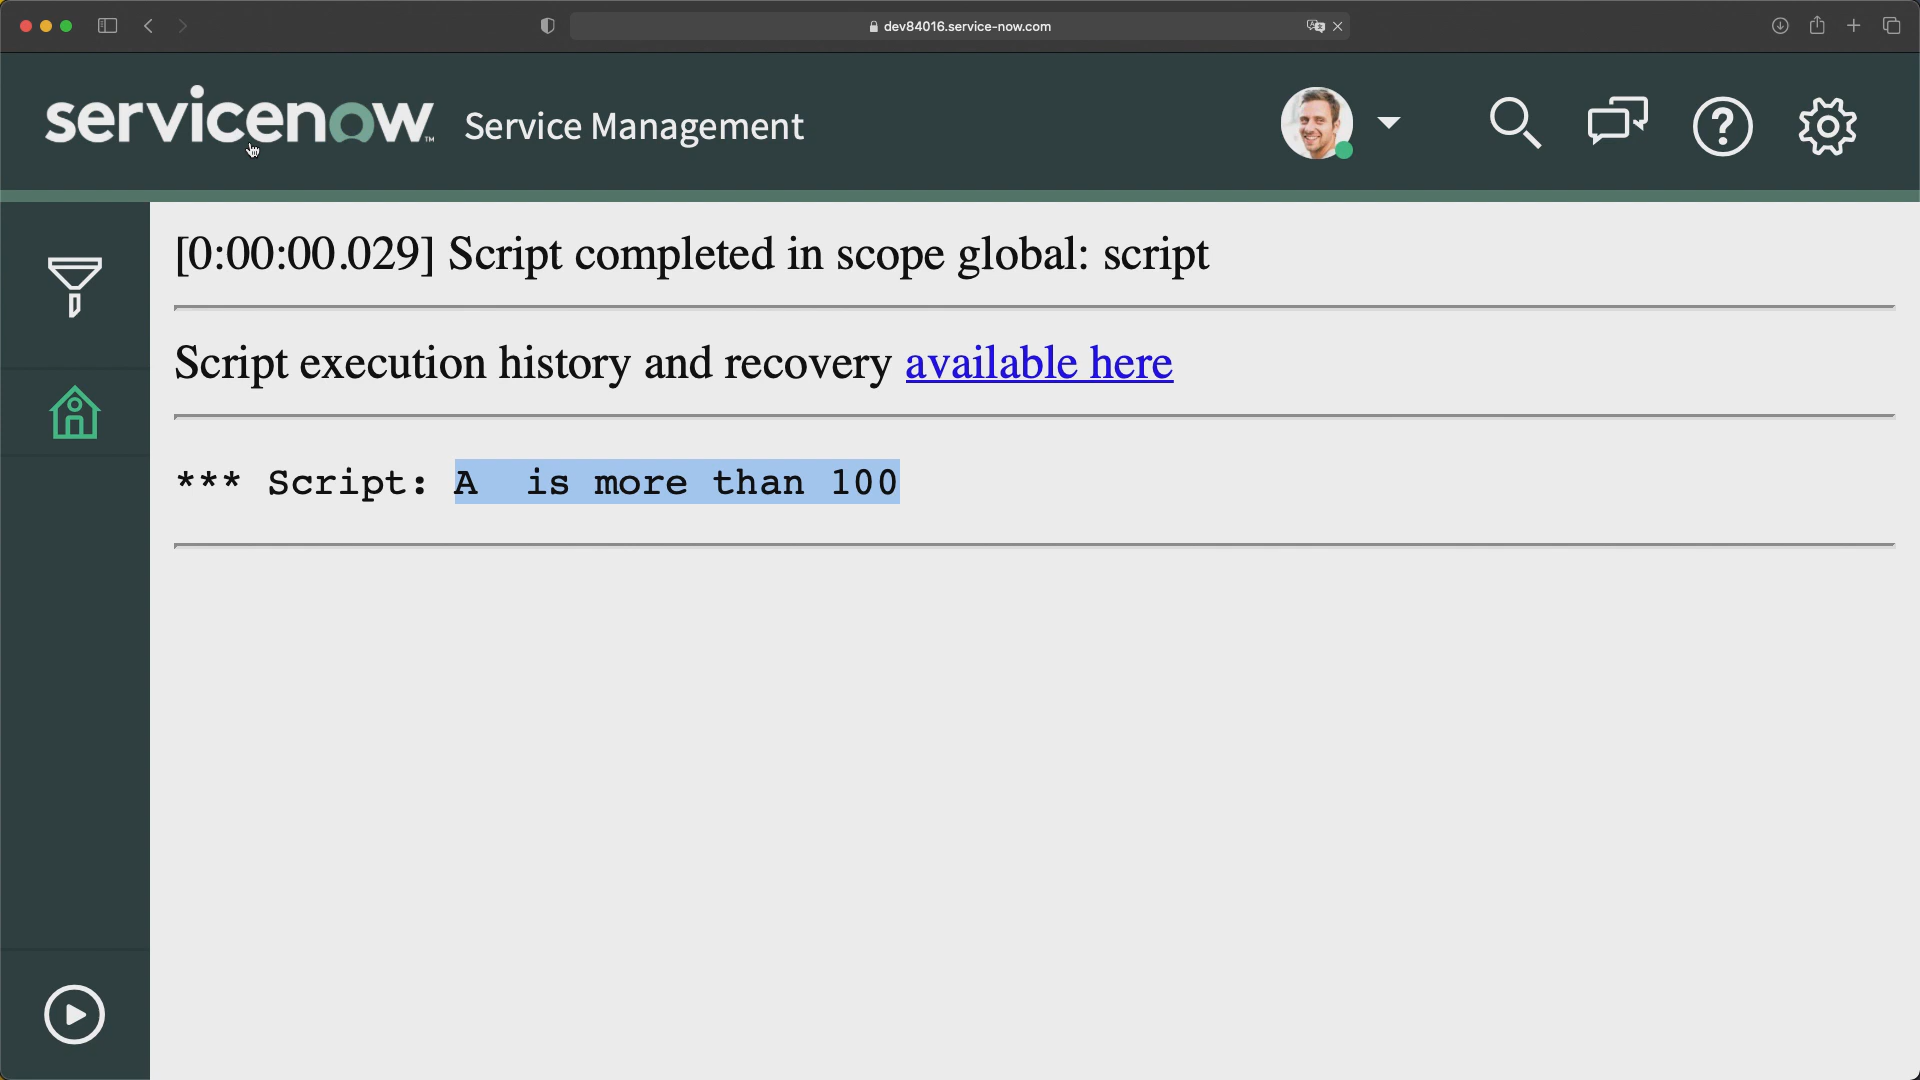 dev84016.service-now.com
servicenow™ Service Management
[0:00:00.029] Script completed in scope global: script
Script execution history and recovery available here
*** Script: A  is more than 100